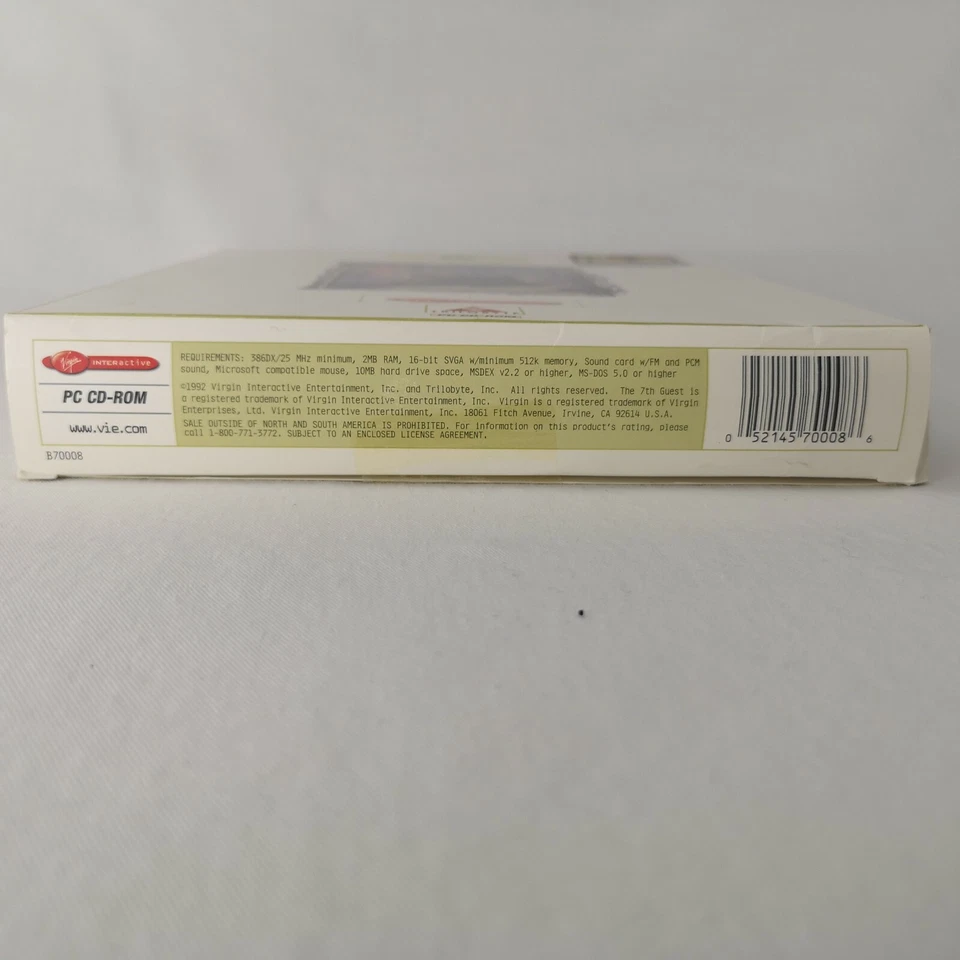 Virgin INTERACTIVE
PC CD-ROM
www.vie.com
B70008
REQUIREMENTS: 386DX/25 MHz minimum, 2MB RAM, 16-bit SVGA w/minimum 512k memory, Sound card w/FM and PCM
sound, Microsoft compatible mouse, 10MB hard drive space, MSDEX v2.2 or higher, MS-DOS 5.0 or higher
©1992 Virgin Interactive Entertainment, Inc. and Trilobyte, Inc. All rights reserved. The 7th Guest is
a registered trademark of Virgin Interactive Entertainment, Inc. Virgin is a registered trademark of Virgin
Enterprises, Ltd. Virgin Interactive Entertainment, Inc. 18061 Fitch Avenue, Irvine, CA 92614 U.S.A.
SALE OUTSIDE OF NORTH AND SOUTH AMERICA IS PROHIBITED. For information on this product's rating, please
call 1-800-771-3772. SUBJECT TO AN ENCLOSED LICENSE AGREEMENT.
0 52145 70008 6